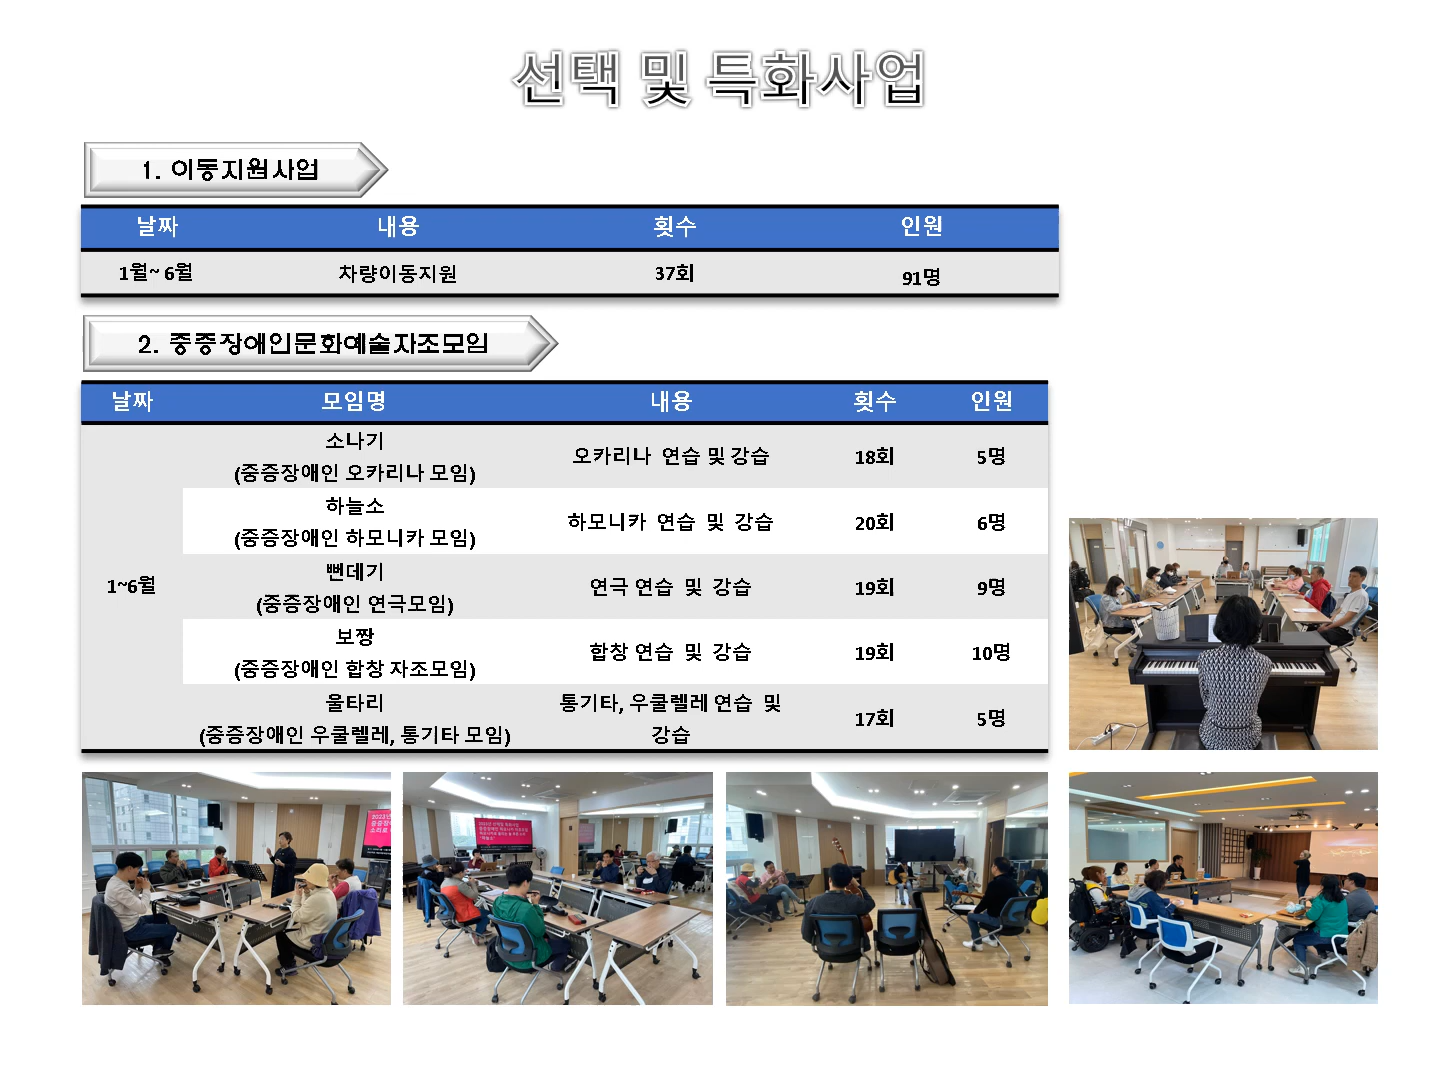 선택 및 특화사업
1. 이동지원사업
날짜 내용 횟수 인원
1월~ 6월 차량이동지원 37회 91명
2. 중증장애인문화예술자조모임
날짜 모임명 내용 횟수 인원
1~6월
소나기
(중증장애인 오카리나 모임)
오카리나 연습 및 강습 18회 5명
하늘소
(중증장애인 하모니카 모임)
하모니카 연습 및 강습 20회 6명
뻔데기
(중증장애인 연극모임)
연극 연습 및 강습 19회 9명
보짱
(중증장애인 합창 자조모임)
합창 연습 및 강습 19회 10명
울타리
(중증장애인 우쿨렐레, 통기타 모임)
통기타, 우쿨렐레 연습 및
강습
17회 5명
2023년